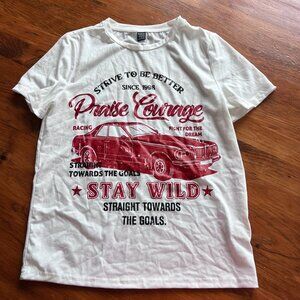 STRIVE TO BE BETTER
SINCE 1998
Praise Courage
RACING
FIGHT FOR THE
DREAM
STRAIGHT
TOWARDS THE GOALS
★ STAY WILD ★
STRAIGHT TOWARDS
THE GOALS.